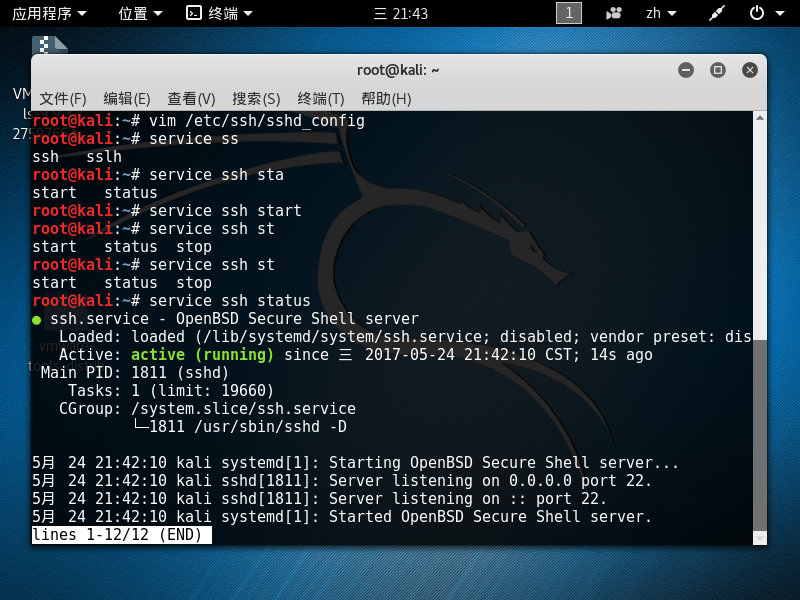 应用程序 位置 终端 三 21:43 1 zh
root@kali: ~
文件(F) 编辑(E) 查看(V) 搜索(S) 终端(T) 帮助(H)
root@kali:~# vim /etc/ssh/sshd_config
root@kali:~# service ss
ssh sslh
root@kali:~# service ssh sta
start status
root@kali:~# service ssh start
root@kali:~# service ssh st
start status stop
root@kali:~# service ssh st
start status stop
root@kali:~# service ssh status
● ssh.service - OpenBSD Secure Shell server
Loaded: loaded (/lib/systemd/system/ssh.service; disabled; vendor preset: dis
Active: active (running) since 三 2017-05-24 21:42:10 CST; 14s ago
Main PID: 1811 (sshd)
Tasks: 1 (limit: 19660)
CGroup: /system.slice/ssh.service
└─1811 /usr/sbin/sshd -D
5月 24 21:42:10 kali systemd[1]: Starting OpenBSD Secure Shell server...
5月 24 21:42:10 kali sshd[1811]: Server listening on 0.0.0.0 port 22.
5月 24 21:42:10 kali sshd[1811]: Server listening on :: port 22.
5月 24 21:42:10 kali systemd[1]: Started OpenBSD Secure Shell server.
lines 1-12/12 (END)